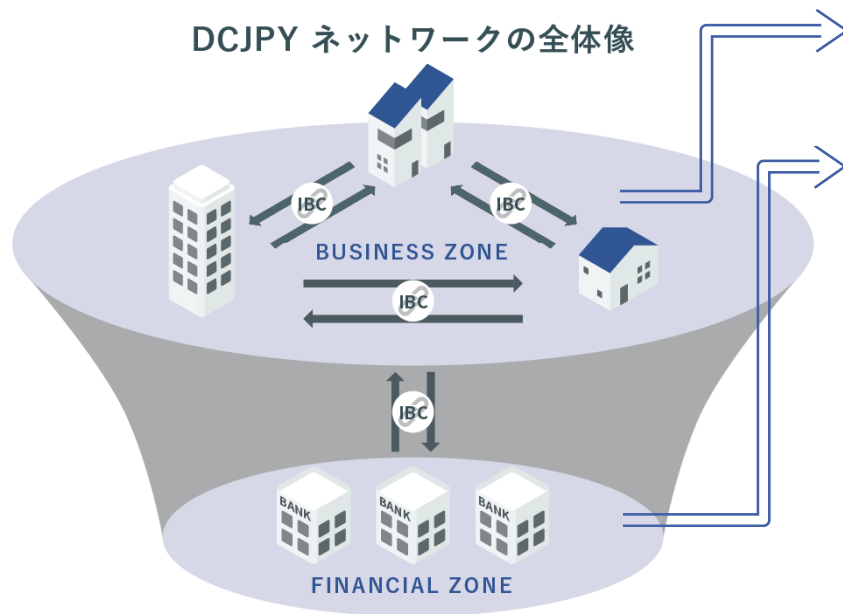 DCJPY ネットワークの全体像
IBC
IBC
BUSINESS ZONE
IBC
IBC
BANK
BANK
BANK
FINANCIAL ZONE